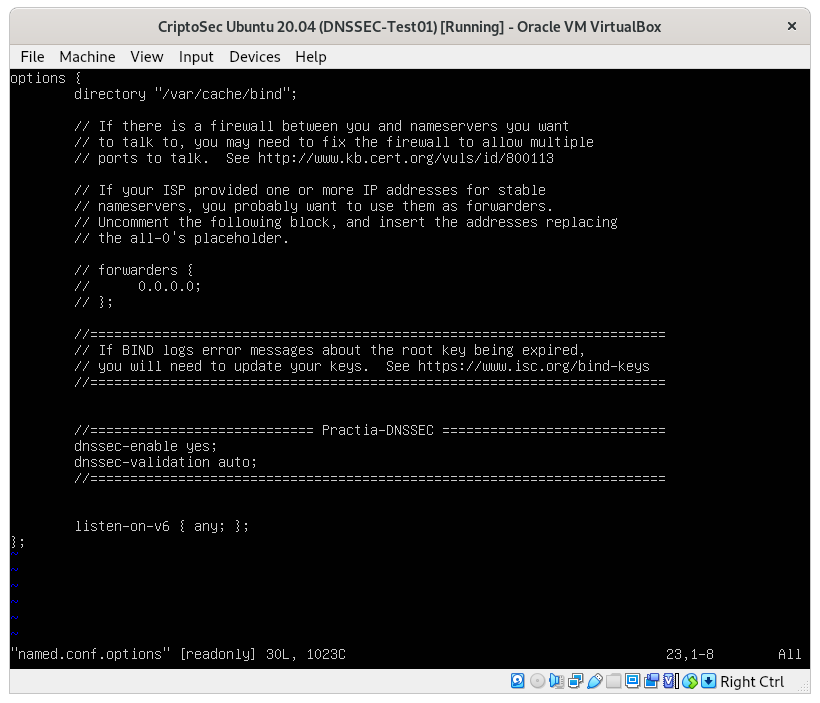 CriptoSec Ubuntu 20.04 (DNSSEC-Test01) [Running] - Oracle VM VirtualBox
File Machine View Input Devices Help
options {
        directory "/var/cache/bind";

        // If there is a firewall between you and nameservers you want
        // to talk to, you may need to fix the firewall to allow multiple
        // ports to talk.  See http://www.kb.cert.org/vuls/id/800113

        // If your ISP provided one or more IP addresses for stable
        // nameservers, you probably want to use them as forwarders.
        // Uncomment the following block, and insert the addresses replacing
        // the all-0's placeholder.

        // forwarders {
        //      0.0.0.0;
        // };

        //========================================================================
        // If BIND logs error messages about the root key being expired,
        // you will need to update your keys.  See https://www.isc.org/bind-keys
        //========================================================================

        //============================ Practia-DNSSEC ============================
        dnssec-enable yes;
        dnssec-validation auto;
        //========================================================================

        listen-on-v6 { any; };
};
~
~
~
~
~
~
"named.conf.options" [readonly] 30L, 1023C 23,1-8 All
Right Ctrl